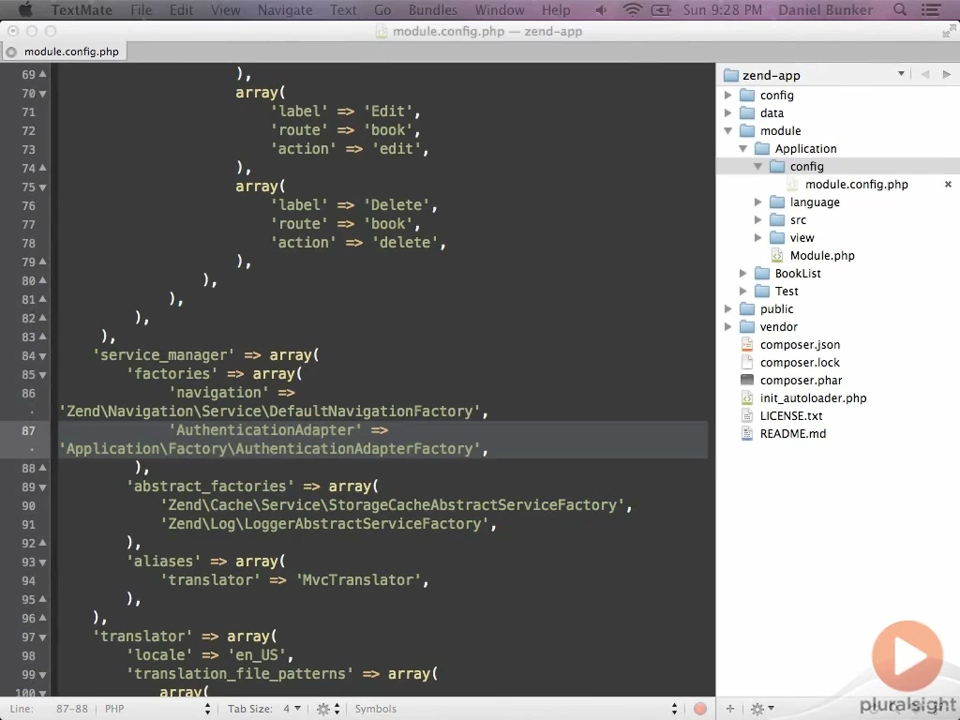 TextMate File Edit View Navigate Text Go Bundles Window Help Sun 9:28 PM Daniel Bunker
module.config.php — zend-app
module.config.php
69 ),
70 array(
71 'label' => 'Edit',
72 'route' => 'book',
73 'action' => 'edit',
74 ),
75 array(
76 'label' => 'Delete',
77 'route' => 'book',
78 'action' => 'delete',
79 ),
80 ),
81 ),
82 ),
83 ),
84 'service_manager' => array(
85 'factories' => array(
86 'navigation' =>
'Zend\Navigation\Service\DefaultNavigationFactory',
87 'AuthenticationAdapter' =>
'Application\Factory\AuthenticationAdapterFactory',
88 ),
89 'abstract_factories' => array(
90 'Zend\Cache\Service\StorageCacheAbstractServiceFactory',
91 'Zend\Log\LoggerAbstractServiceFactory',
92 ),
93 'aliases' => array(
94 'translator' => 'MvcTranslator',
95 ),
96 ),
97 'translator' => array(
98 'locale' => 'en_US',
99 'translation_file_patterns' => array(
100 array(
Line: 87-88 PHP Tab Size: 4 Symbols
zend-app
config
data
module
Application
config
module.config.php
language
src
view
Module.php
BookList
Test
public
vendor
composer.json
composer.lock
composer.phar
init_autoloader.php
LICENSE.txt
README.md
pluralsight